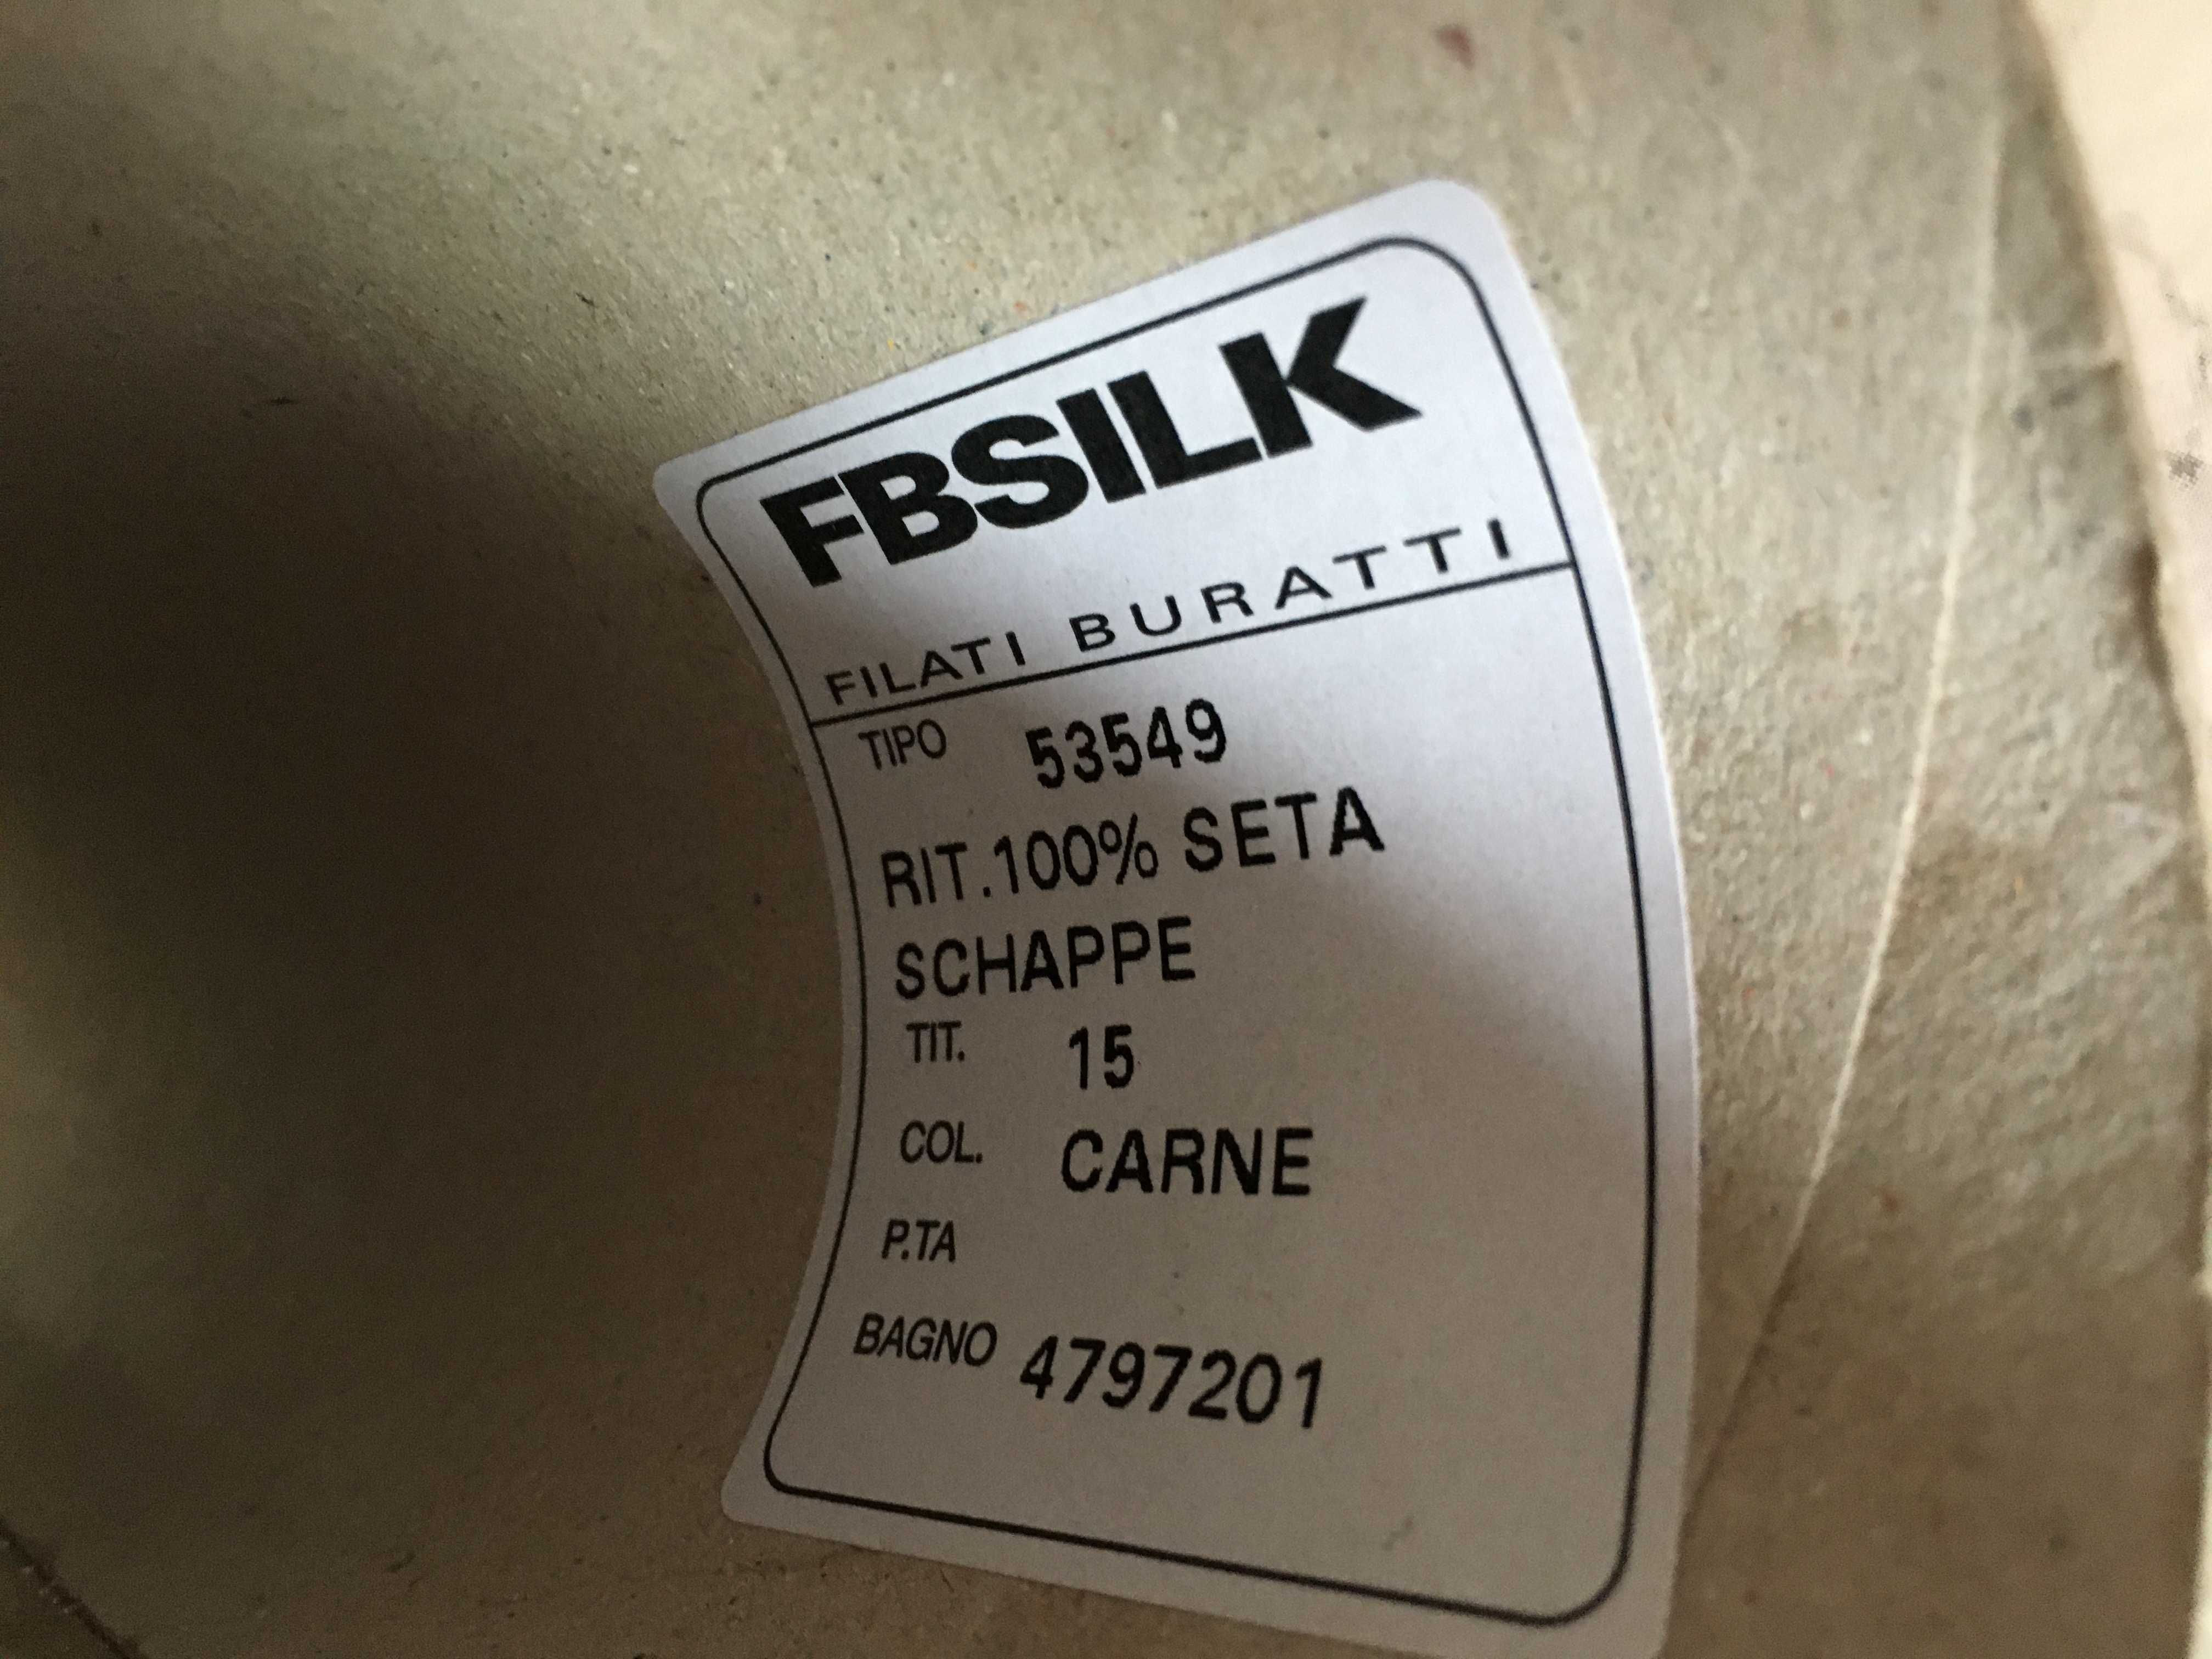 FBSILK
FILATI BURATTI
TIPO 53549
RIT.100% SETA
SCHAPPE
TIT. 15
COL. CARNE
P.TA
BAGNO 4797201